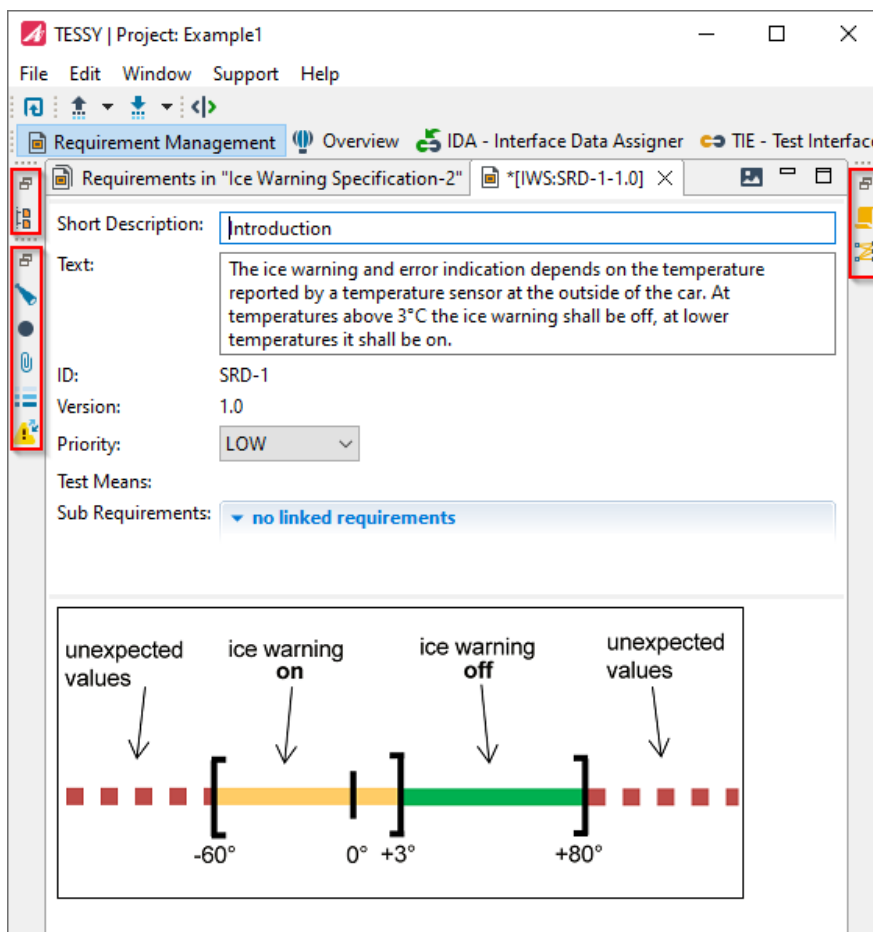 TESSY | Project: Example1
File Edit Window Support Help
Requirement Management Overview IDA - Interface Data Assigner TIE - Test Interface
Requirements in "Ice Warning Specification-2" *[IWS:SRD-1-1.0]
Short Description: Introduction
Text: The ice warning and error indication depends on the temperature
reported by a temperature sensor at the outside of the car. At
temperatures above 3°C the ice warning shall be off, at lower
temperatures it shall be on.
ID: SRD-1
Version: 1.0
Priority: LOW
Test Means:
Sub Requirements: no linked requirements
unexpected values
ice warning on
ice warning off
unexpected values
-60° 0° +3° +80°